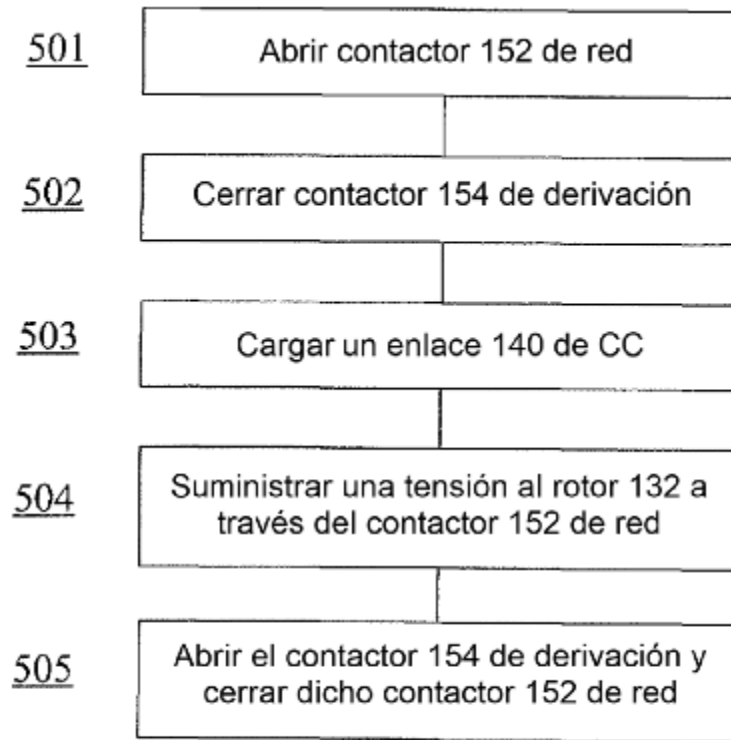 501
Abrir contactor 152 de red
502
Cerrar contactor 154 de derivación
503
Cargar un enlace 140 de CC
504
Suministrar una tensión al rotor 132 a
través del contactor 152 de red
505
Abrir el contactor 154 de derivación y
cerrar dicho contactor 152 de red